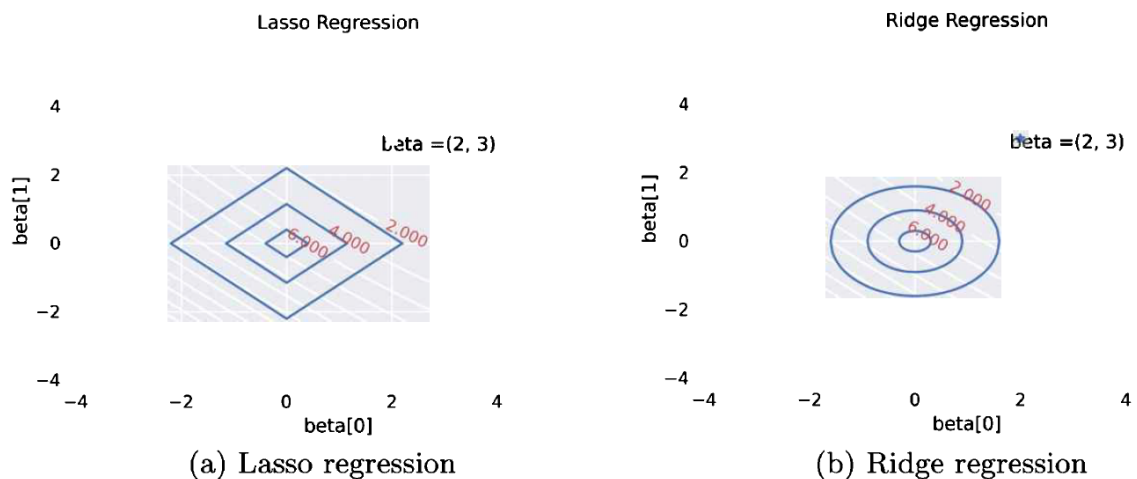 Lasso Regression
4
beta =(2, 3)
2
beta[1]
2.000
4.000
6.000
0
−2
−4
−4
−2
0
2
4
beta[0]
(a) Lasso regression
Ridge Regression
4
beta =(2, 3)
2
beta[1]
2.000
4.000
6.000
0
−2
−4
−4
−2
0
2
4
beta[0]
(b) Ridge regression